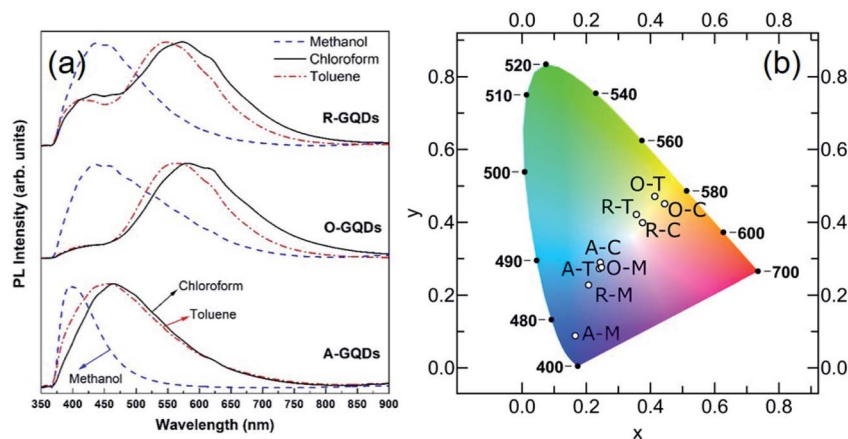 (a)
Methanol
Chloroform
Toluene
R-GQDs
O-GQDs
Chloroform
Toluene
Methanol
A-GQDs
PL Intensity (arb. units)
350 400 450 500 550 600 650 700 750 800 850 900
Wavelength (nm)
(b)
0.0 0.2 0.4 0.6 0.8
0.8 0.8
0.6 0.6
0.4 0.4
0.2 0.2
0.0 0.0
y
520
510
540
560
500
580
O-T
O-C
R-T
R-C
600
A-C
490
A-T O-M
700
R-M
480
A-M
400
0.0 0.2 0.4 0.6 0.8
x